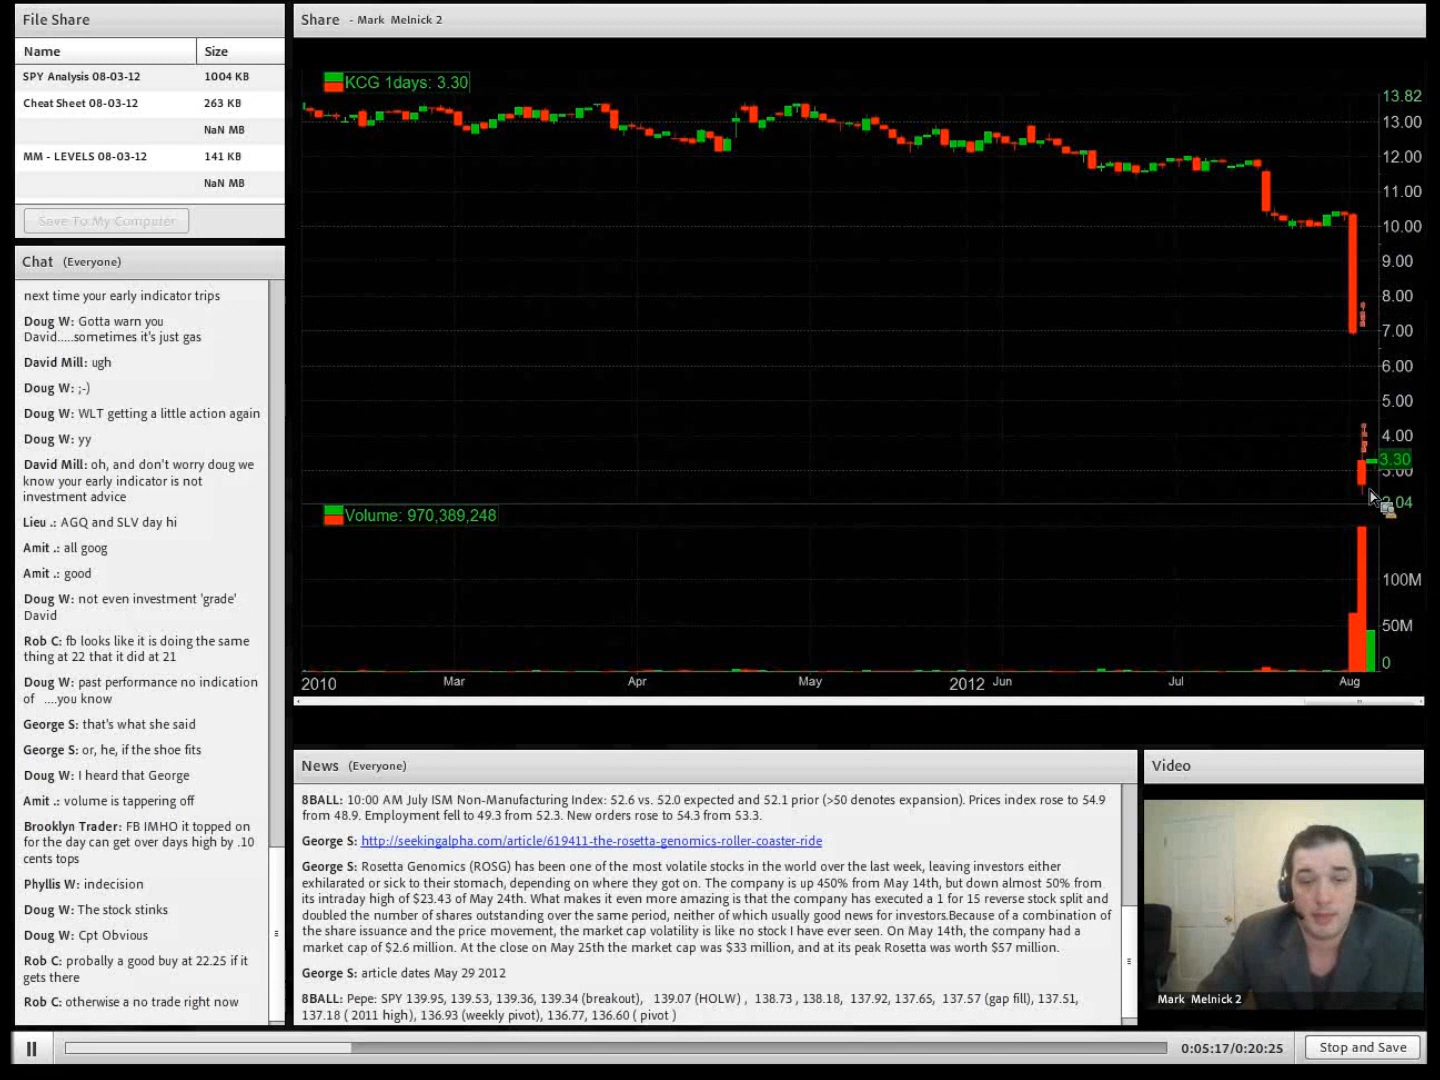 File Share
Name Size
SPY Analysis 08-03-12 1004 KB
Cheat Sheet 08-03-12 263 KB
NaN MB
MM - LEVELS 08-03-12 141 KB
NaN MB
Save To My Computer
Chat (Everyone)
next time your early indicator trips
Doug W: Gotta warn you
David.....sometimes it's just gas
David Mill: ugh
Doug W: ;-)
Doug W: WLT getting a little action again
Doug W: yy
David Mill: oh, and don't worry doug we
know your early indicator is not
investment advice
Lieu .: AGQ and SLV day hi
Amit .: all goog
Amit .: good
Doug W: not even investment 'grade'
David
Rob C: fb looks like it is doing the same
thing at 22 that it did at 21
Doug W: past performance no indication
of ....you know
George S: that's what she said
George S: or, he, if the shoe fits
Doug W: I heard that George
Amit .: volume is tappering off
Brooklyn Trader: FB IMHO it topped on
for the day can get over days high by .10
cents tops
Phyllis W: indecision
Doug W: The stock stinks
Doug W: Cpt Obvious
Rob C: probally a good buy at 22.25 if it
gets there
Rob C: otherwise a no trade right now
Share - Mark Melnick 2
KCG 1days: 3.30
13.82
13.00
12.00
11.00
10.00
9.00
8.00
7.00
6.00
5.00
4.00
3.30
3.00
.04
Volume: 970,389,248
100M
50M
0
2010 Mar Apr May 2012 Jun Jul Aug
News (Everyone)
8BALL: 10:00 AM July ISM Non-Manufacturing Index: 52.6 vs. 52.0 expected and 52.1 prior (>50 denotes expansion). Prices index rose to 54.9
from 48.9. Employment fell to 49.3 from 52.3. New orders rose to 54.3 from 53.3.
George S: http://seekingalpha.com/article/619411-the-rosetta-genomics-roller-coaster-ride
George S: Rosetta Genomics (ROSG) has been one of the most volatile stocks in the world over the last week, leaving investors either
exhilarated or sick to their stomach, depending on where they got on. The company is up 450% from May 14th, but down almost 50% from
its intraday high of $23.43 of May 24th. What makes it even more amazing is that the company has executed a 1 for 15 reverse stock split and
doubled the number of shares outstanding over the same period, neither of which usually good news for investors.Because of a combination of
the share issuance and the price movement, the market cap volatility is like no stock I have ever seen. On May 14th, the company had a
market cap of $2.6 million. At the close on May 25th the market cap was $33 million, and at its peak Rosetta was worth $57 million.
George S: article dates May 29 2012
8BALL: Pepe: SPY 139.95, 139.53, 139.36, 139.34 (breakout), 139.07 (HOLW) , 138.73 , 138.18, 137.92, 137.65, 137.57 (gap fill), 137.51,
137.18 ( 2011 high), 136.93 (weekly pivot), 136.77, 136.60 ( pivot )
Video
Mark Melnick 2
0:05:17/0:20:25
Stop and Save